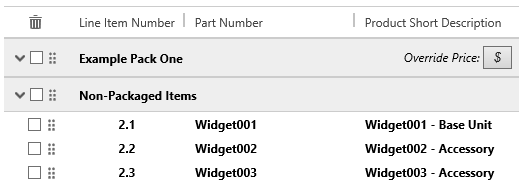 Line Item Number Part Number Product Short Description
Example Pack One Override Price: $
Non-Packaged Items
2.1 Widget001 Widget001 - Base Unit
2.2 Widget002 Widget002 - Accessory
2.3 Widget003 Widget003 - Accessory